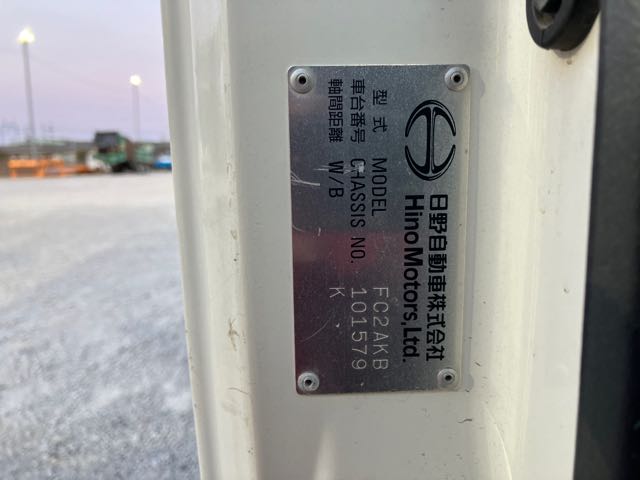 日野自動車株式会社
HinoMotors,Ltd.
型式 MODEL FC2AKB
車台番号 CHASSIS NO. 101579
軸間距離 W/B K